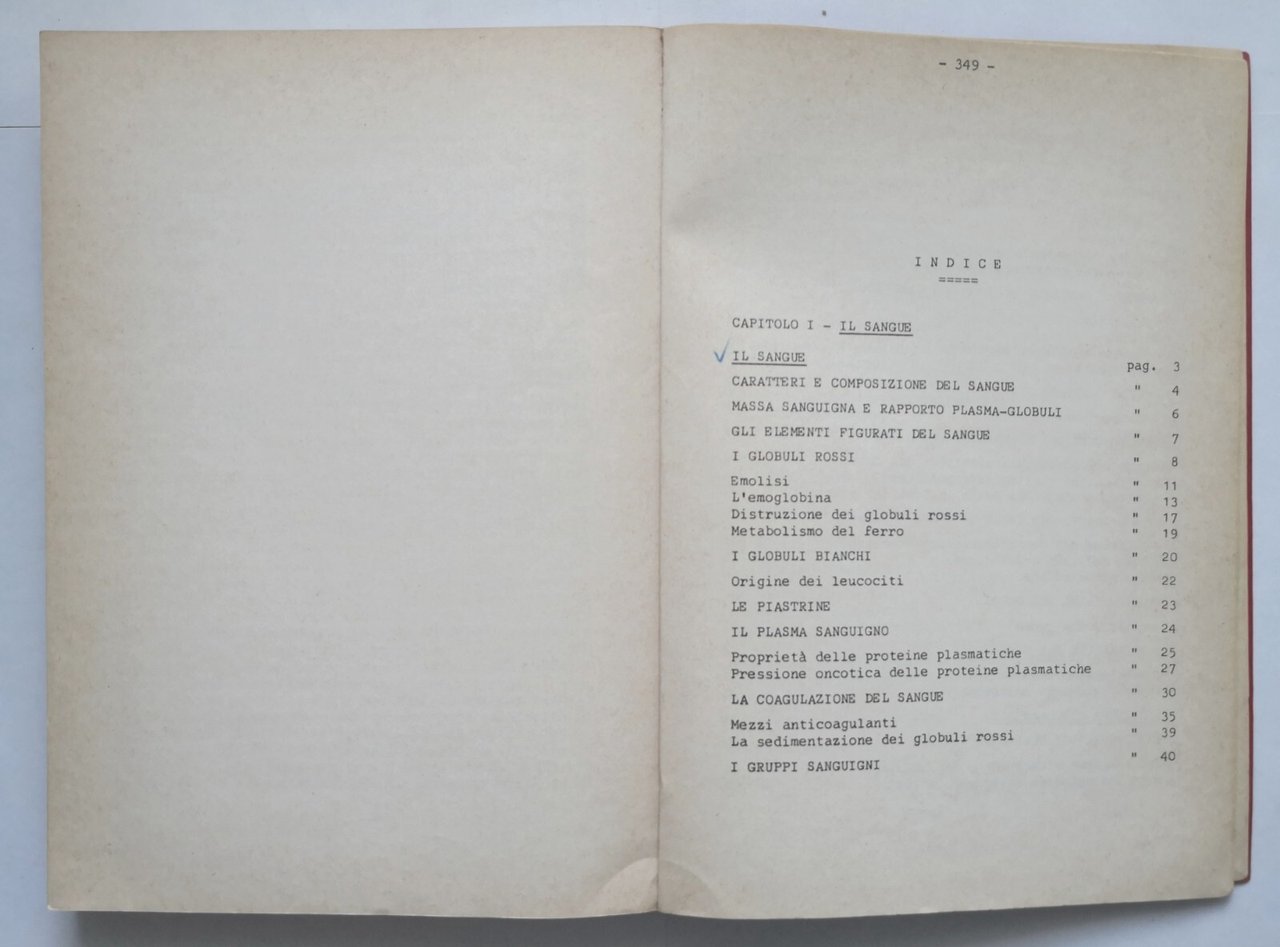 - 349 -
I N D I C E
=====
CAPITOLO I - IL SANGUE
IL SANGUE pag. 3
CARATTERI E COMPOSIZIONE DEL SANGUE " 4
MASSA SANGUIGNA E RAPPORTO PLASMA-GLOBULI " 6
GLI ELEMENTI FIGURATI DEL SANGUE " 7
I GLOBULI ROSSI " 8
Emolisi " 11
L'emoglobina " 13
Distruzione dei globuli rossi " 17
Metabolismo del ferro " 19
I GLOBULI BIANCHI " 20
Origine dei leucociti " 22
LE PIASTRINE " 23
IL PLASMA SANGUIGNO " 24
Proprietà delle proteine plasmatiche " 25
Pressione oncotica delle proteine plasmatiche " 27
LA COAGULAZIONE DEL SANGUE " 30
Mezzi anticoagulanti " 35
La sedimentazione dei globuli rossi " 39
I GRUPPI SANGUIGNI " 40